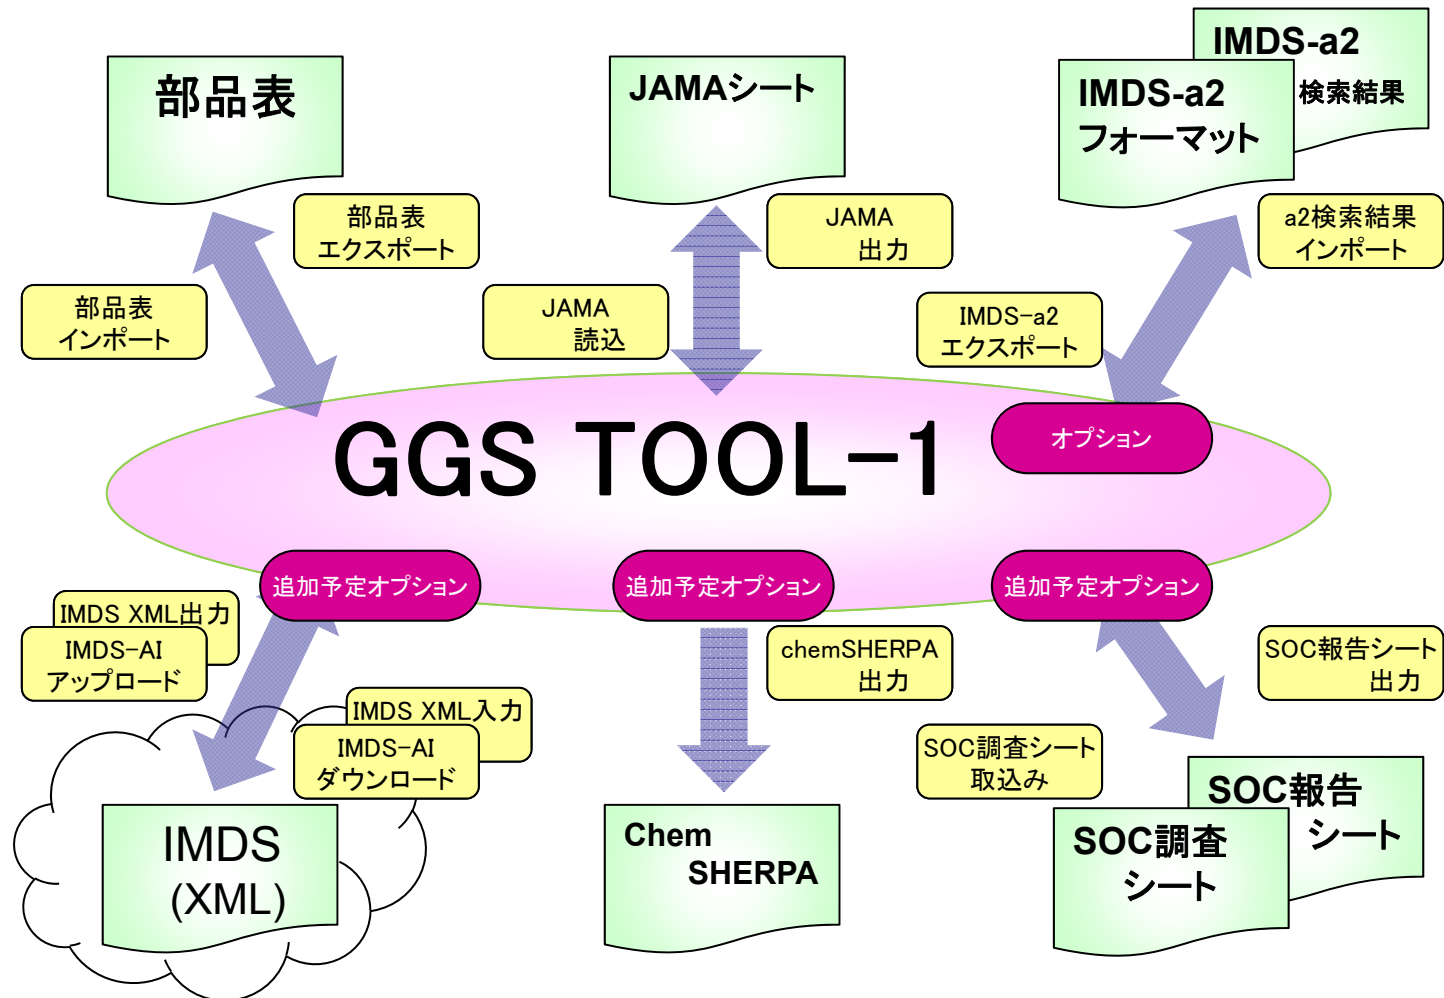 部品表
JAMAシート
IMDS-a2
検索結果
IMDS-a2
フォーマット
部品表
エクスポート
JAMA
出力
a2検索結果
インポート
部品表
インポート
JAMA
読込
IMDS-a2
エクスポート
GGS TOOL-1
オプション
追加予定オプション
追加予定オプション
追加予定オプション
IMDS XML出力
IMDS-AI
アップロード
chemSHERPA
出力
SOC報告シート
出力
IMDS XML入力
IMDS-AI
ダウンロード
SOC調査シート
取込み
IMDS
(XML)
Chem
SHERPA
SOC報告
シート
SOC調査
シート